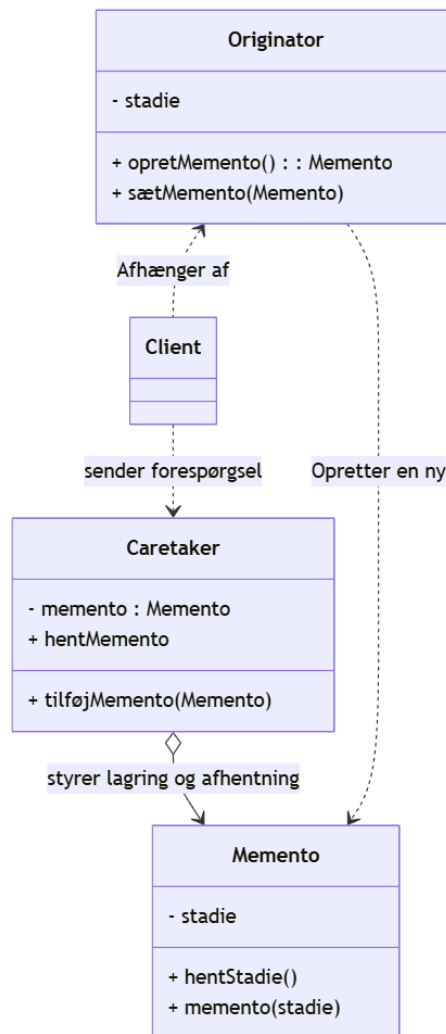 Originator
- stadie
+ opretMemento() : : Memento
+ sætMemento(Memento)
Afhænger af
Client
sender forespørgsel
Opretter en ny
Caretaker
- memento : Memento
+ hentMemento
+ tilføjMemento(Memento)
styrer lagring og afhentning
Memento
- stadie
+ hentStadie()
+ memento(stadie)